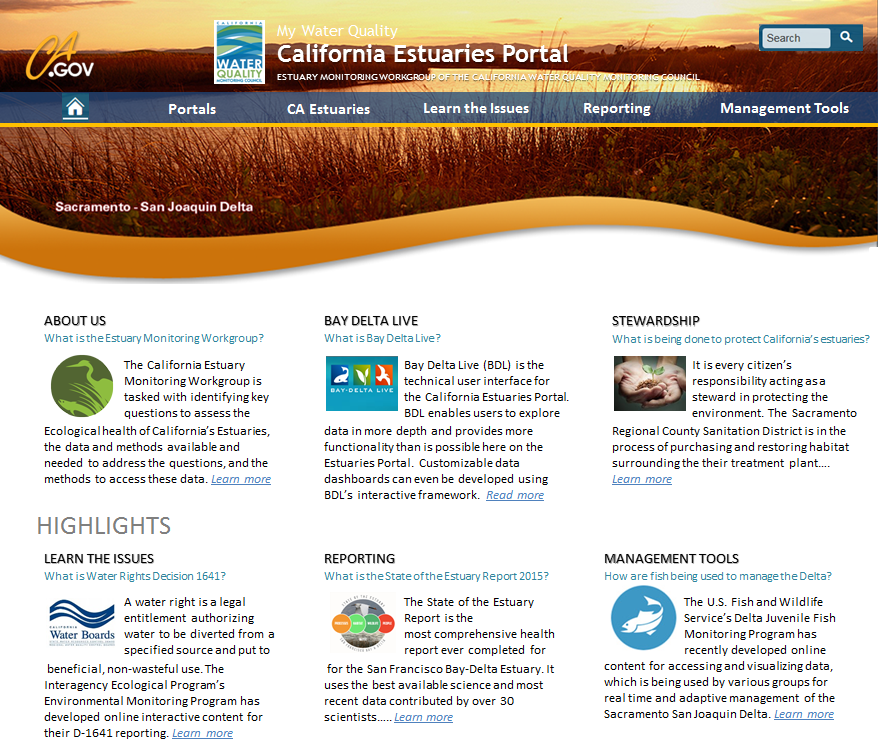 CA
.GOV
CALIFORNIA
WATER
QUALITY
MONITORING COUNCIL
My Water Quality
California Estuaries Portal
ESTUARY MONITORING WORKGROUP OF THE CALIFORNIA WATER QUALITY MONITORING COUNCIL
Search
Portals
CA Estuaries
Learn the Issues
Reporting
Management Tools
Sacramento - San Joaquin Delta
ABOUT US
What is the Estuary Monitoring Workgroup?
The California Estuary
Monitoring Workgroup is
tasked with identifying key
questions to assess the
Ecological health of California's Estuaries,
the data and methods available and
needed to address the questions, and the
methods to access these data. Learn more
BAY DELTA LIVE
What is Bay Delta Live?
BAY-DELTA LIVE
Bay Delta Live (BDL) is the
technical user interface for
the California Estuaries Portal.
BDL enables users to explore
data in more depth and provides more
functionality than is possible here on the
Estuaries Portal. Customizable data
dashboards can even be developed using
BDL's interactive framework. Read more
STEWARDSHIP
What is being done to protect California's estuaries?
It is every citizen's
responsibility acting as a
steward in protecting the
environment. The Sacramento
Regional County Sanitation District is in the
process of purchasing and restoring habitat
surrounding the their treatment plant....
Learn more
HIGHLIGHTS
LEARN THE ISSUES
What is Water Rights Decision 1641?
CALIFORNIA
Water Boards
A water right is a legal
entitlement authorizing
water to be diverted from a
specified source and put to
beneficial, non-wasteful use. The
Interagency Ecological Program's
Environmental Monitoring Program has
developed online interactive content for
their D-1641 reporting. Learn more
REPORTING
What is the State of the Estuary Report 2015?
The State of the Estuary
Report is the
most comprehensive health
report ever completed for
for the San Francisco Bay-Delta Estuary. It
uses the best available science and most
recent data contributed by over 30
scientists..... Learn more
MANAGEMENT TOOLS
How are fish being used to manage the Delta?
The U.S. Fish and Wildlife
Service's Delta Juvenile Fish
Monitoring Program has
recently developed online
content for accessing and visualizing data,
which is being used by various groups for
real time and adaptive management of the
Sacramento San Joaquin Delta. Learn more